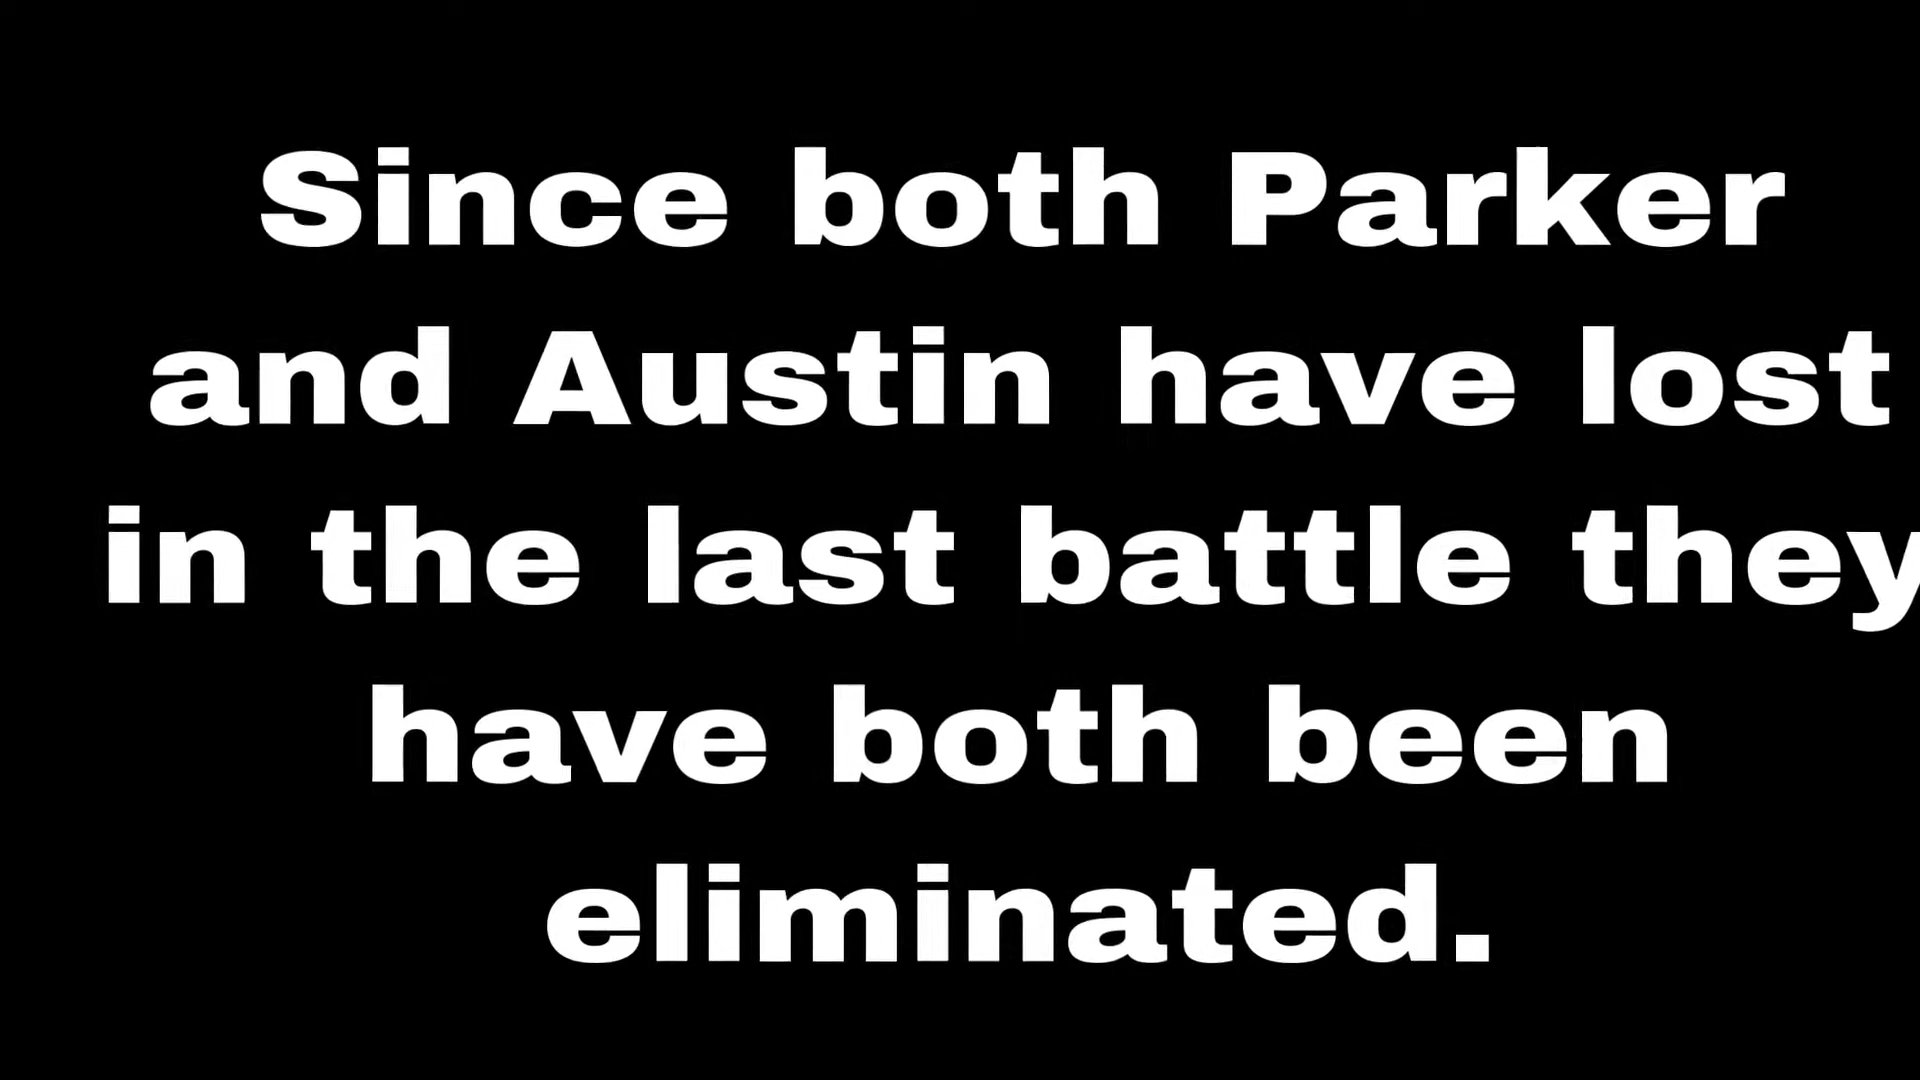 Since both Parker
and Austin have lost
in the last battle they
have both been
eliminated.